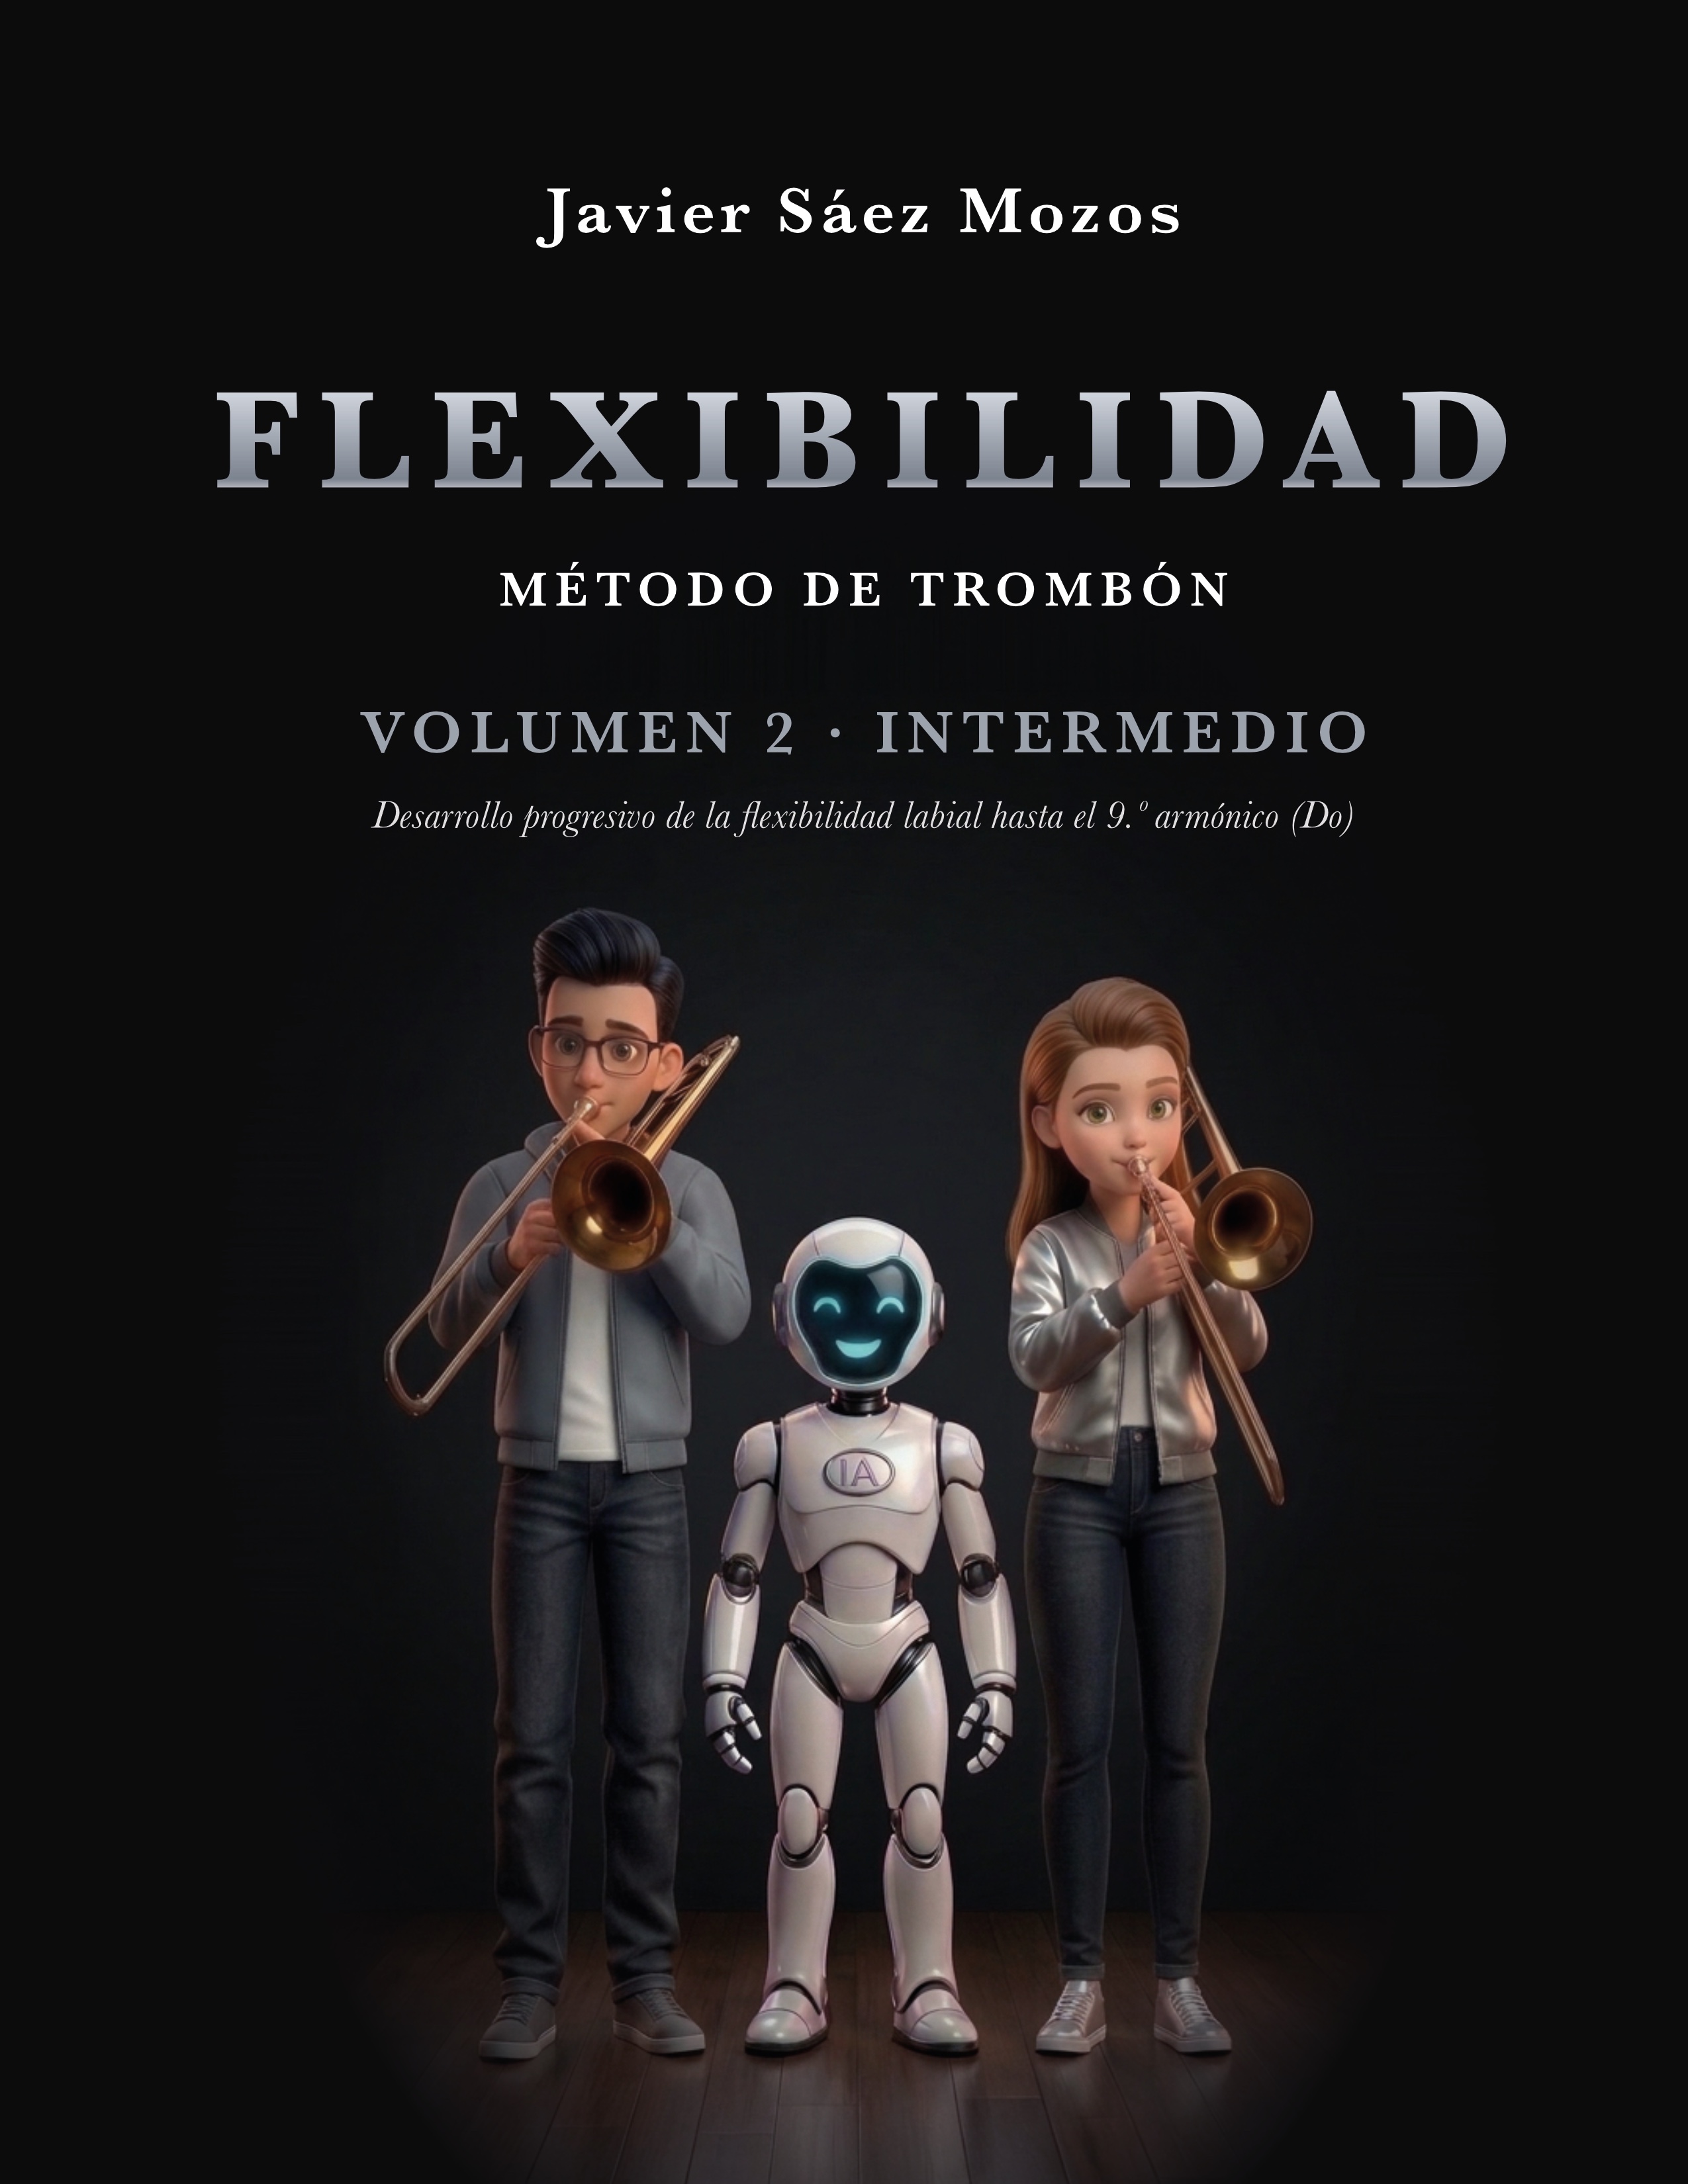 Javier Sáez Mozos
FLEXIBILIDAD
MÉTODO DE TROMBÓN
VOLUMEN 2 · INTERMEDIO
Desarrollo progresivo de la flexibilidad labial hasta el 9.º armónico (Do)
IA